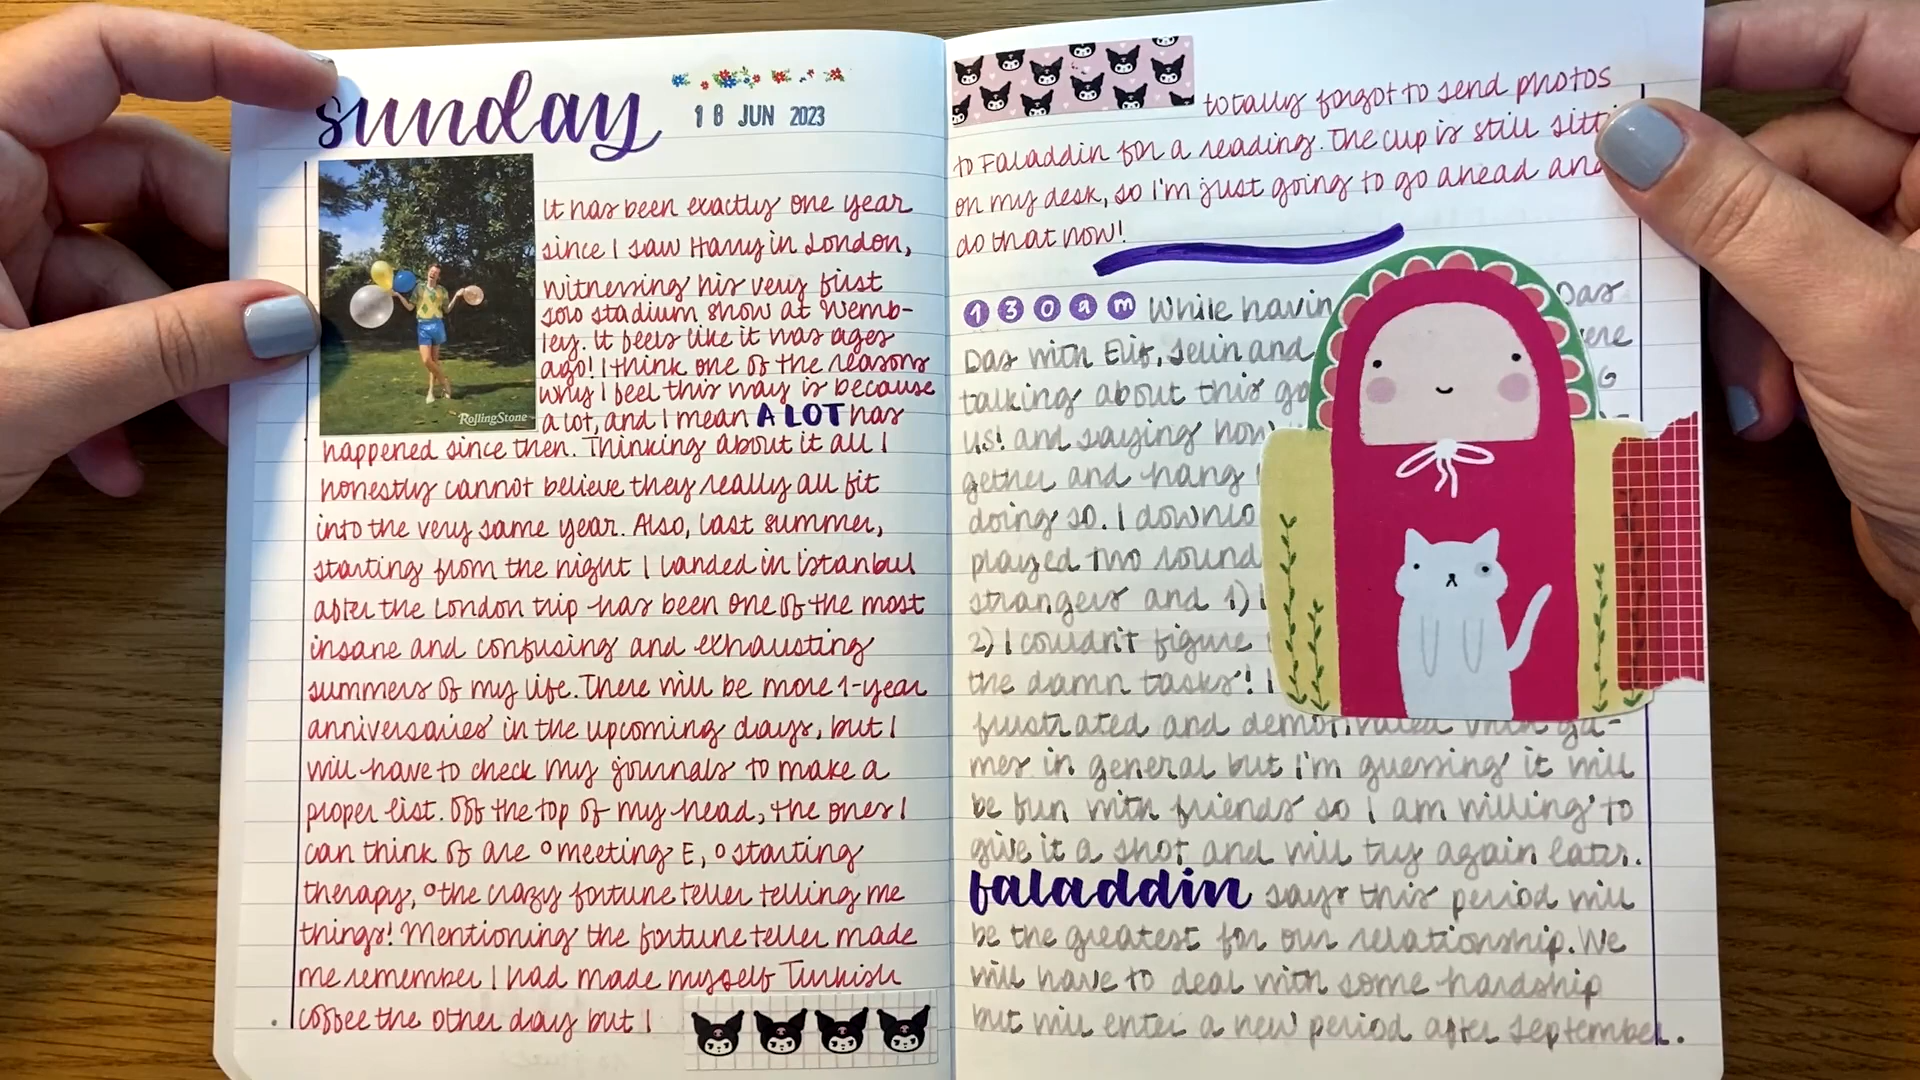 sunday
18 JUN 2023
It has been exactly one year
since I saw Harry in London,
witnessing his very first
solo stadium show at Wemb-
ley. It feels like it was ages
ago! I think one of the reasons
why I feel this way is because
a lot, and I mean A LOT has
RollingStone
happened since then. Thinking about it all I
honestly cannot believe they really all fit
into the very same year. Also, last summer,
starting from the night I landed in istanbul
after the London trip has been one of the most
insane and confusing and exhausting
summers of my life. There will be more 1-year
anniversaries in the upcoming days, but I
will have to check my journals to make a
proper list. Off the top of my head, the ones I
can think of are °meeting E, °starting
therapy, °the crazy fortune teller telling me
things! Mentioning the fortune teller made
me remember I had made myself Turkish
coffee the other day but I
totally forgot to send photos
to Faladdin for a reading. The cup is still
on my desk, so I'm just going to go ahead and
do that now!
130am While Das
Das with Elif, Selin and
talking about this
us! and saying how
gether and hang
doing so. I
played two
strangers and 1)
2) I couldn't figure
the damn tasks! I
frustrated and demotivated with ga-
mes in general but I'm guessing it will
be fun with friends so I am willing to
give it a shot and will try again later.
faladdin says this period will
be the greatest for our relationship. We
will have to deal with some hardship
but will enter a new period after september.